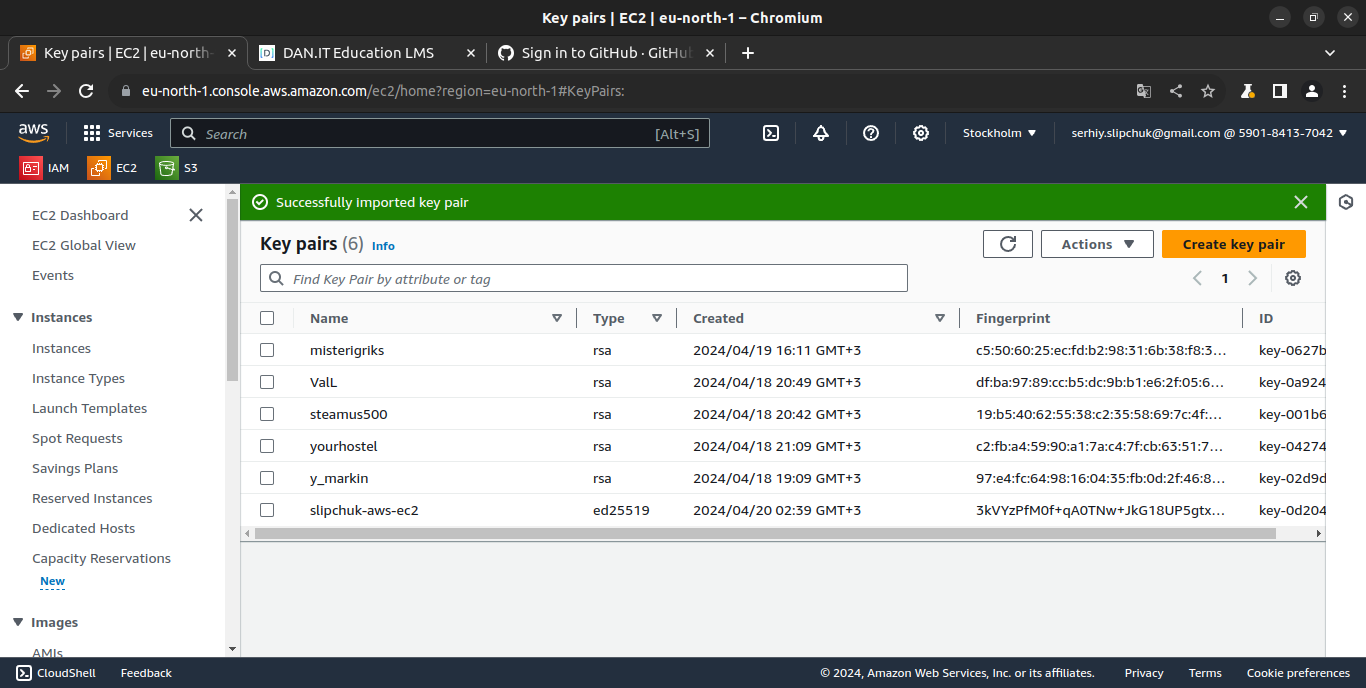 Key pairs | EC2 | eu-north-1 – Chromium
Key pairs | EC2 | eu-north- DAN.IT Education LMS Sign in to GitHub · GitHub
eu-north-1.console.aws.amazon.com/ec2/home?region=eu-north-1#KeyPairs:
aws Services Search [Alt+S] Stockholm serhiy.slipchuk@gmail.com @ 5901-8413-7042
IAM EC2 S3
EC2 Dashboard
EC2 Global View
Events
Instances
Instances
Instance Types
Launch Templates
Spot Requests
Savings Plans
Reserved Instances
Dedicated Hosts
Capacity Reservations
New
Images
AMIs
Successfully imported key pair
Key pairs (6) Info Actions Create key pair
Find Key Pair by attribute or tag 1
Name Type Created Fingerprint ID
misterigriks rsa 2024/04/19 16:11 GMT+3 c5:50:60:25:ec:fd:b2:98:31:6b:38:f8:3... key-0627b
ValL rsa 2024/04/18 20:49 GMT+3 df:ba:97:89:cc:b5:dc:9b:b1:e6:2f:05:6... key-0a924
steamus500 rsa 2024/04/18 20:42 GMT+3 19:b5:40:62:55:38:c2:35:58:69:7c:4f:... key-001b6
yourhostel rsa 2024/04/18 21:09 GMT+3 c2:fb:a4:59:90:a1:7a:c4:7f:cb:63:51:7... key-04274
y_markin rsa 2024/04/18 19:09 GMT+3 97:e4:fc:64:98:16:04:35:fb:0d:2f:46:8... key-02d9d
slipchuk-aws-ec2 ed25519 2024/04/20 02:39 GMT+3 3kVYzPfM0f+qA0TNw+JkG18UP5gtx... key-0d204
CloudShell Feedback © 2024, Amazon Web Services, Inc. or its affiliates. Privacy Terms Cookie preferences